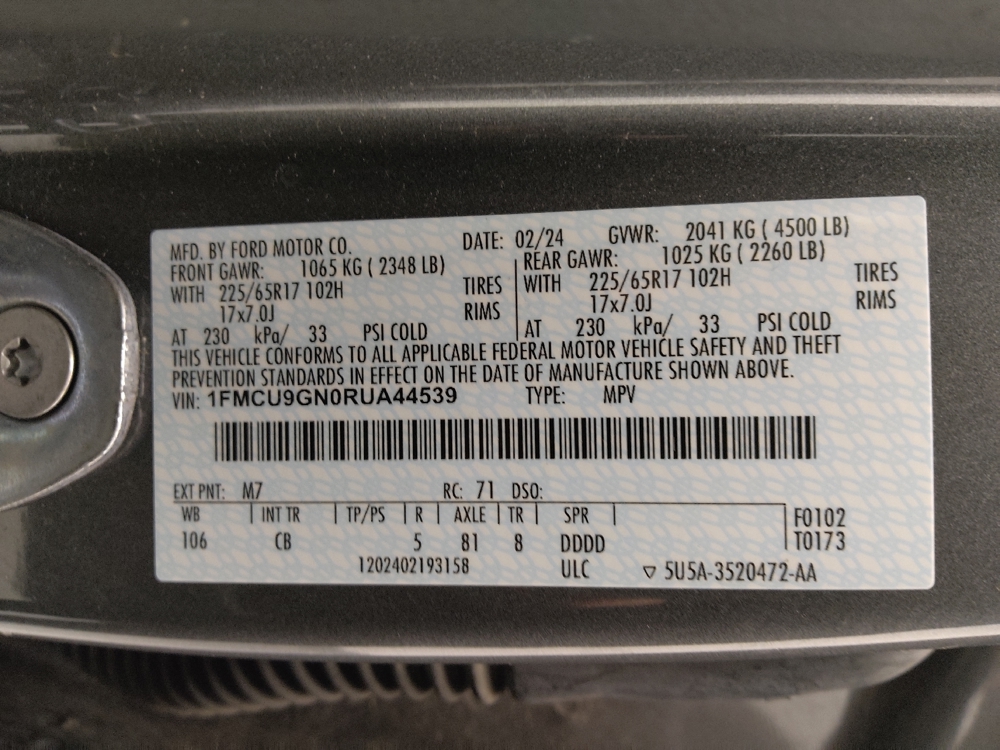 MFD. BY FORD MOTOR CO. DATE: 02/24 GVWR: 2041 KG ( 4500 LB)
FRONT GAWR: 1065 KG ( 2348 LB) REAR GAWR: 1025 KG ( 2260 LB)
WITH 225/65R17 102H TIRES WITH 225/65R17 102H TIRES
17x7.0J RIMS 17x7.0J RIMS
AT 230 kPa/ 33 PSI COLD AT 230 kPa/ 33 PSI COLD
THIS VEHICLE CONFORMS TO ALL APPLICABLE FEDERAL MOTOR VEHICLE SAFETY AND THEFT
PREVENTION STANDARDS IN EFFECT ON THE DATE OF MANUFACTURE SHOWN ABOVE.
VIN: 1FMCU9GN0RUA44539 TYPE: MPV
EXT PNT: M7 RC: 71 DSO:
WB INT TR TP/PS R AXLE TR SPR F0102
106 CB 5 81 8 DDDD T0173
1202402193158 ULC ▽ 5U5A-3520472-AA